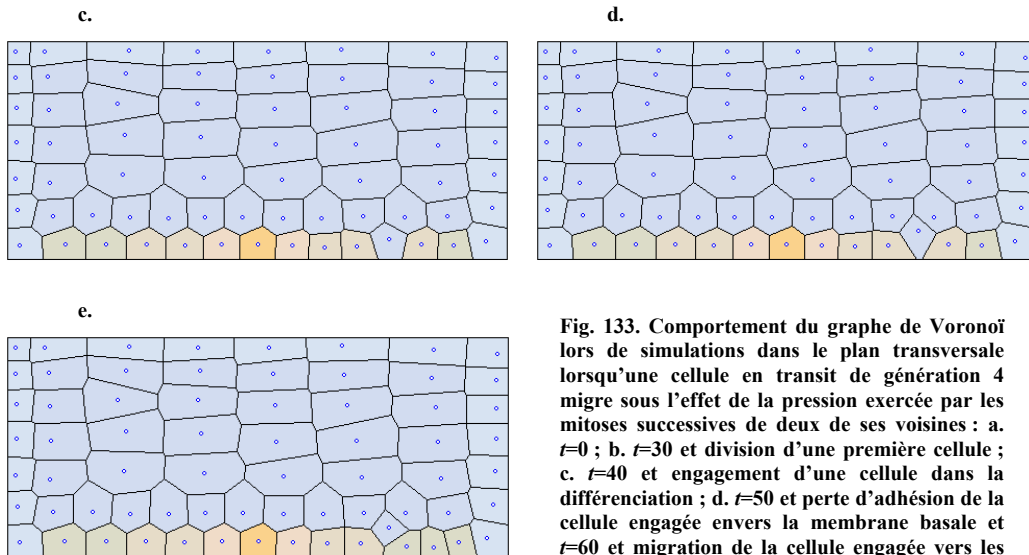 c.
d.
e.
Fig. 133. Comportement du graphe de Voronoï
lors de simulations dans le plan transversale
lorsqu'une cellule en transit de génération 4
migre sous l'effet de la pression exercée par les
mitoses successives de deux de ses voisines : a.
t=0 ; b. t=30 et division d'une première cellule ;
c. t=40 et engagement d'une cellule dans la
différenciation ; d. t=50 et perte d'adhésion de la
cellule engagée envers la membrane basale et
t=60 et migration de la cellule engagée vers les